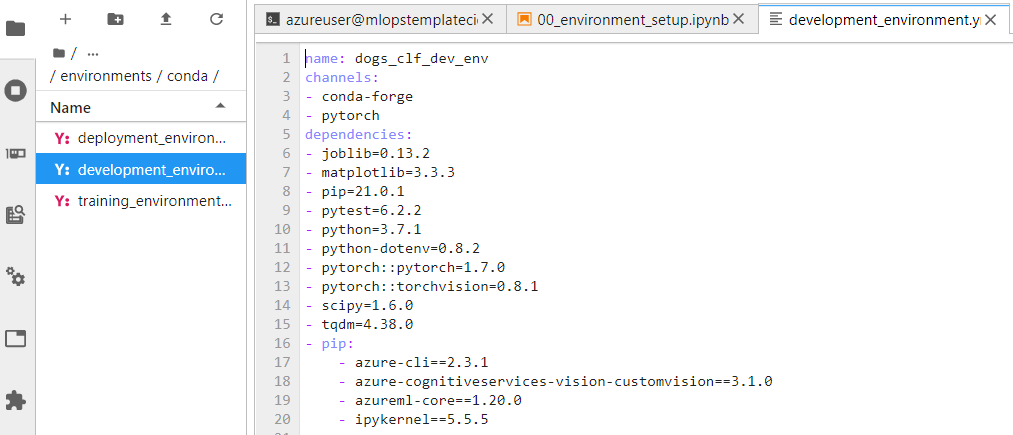 azureuser@mlopstemplateci
00_environment_setup.ipynb
development_environment.y
/ ...
/ environments / conda /
Name
Y: deployment_environ...
Y: development_enviro...
Y: training_environment...
1 name: dogs_clf_dev_env
2 channels:
3 - conda-forge
4 - pytorch
5 dependencies:
6 - joblib=0.13.2
7 - matplotlib=3.3.3
8 - pip=21.0.1
9 - pytest=6.2.2
10 - python=3.7.1
11 - python-dotenv=0.8.2
12 - pytorch::pytorch=1.7.0
13 - pytorch::torchvision=0.8.1
14 - scipy=1.6.0
15 - tqdm=4.38.0
16 - pip:
17 - azure-cli==2.3.1
18 - azure-cognitiveservices-vision-customvision==3.1.0
19 - azureml-core==1.20.0
20 - ipykernel==5.5.5